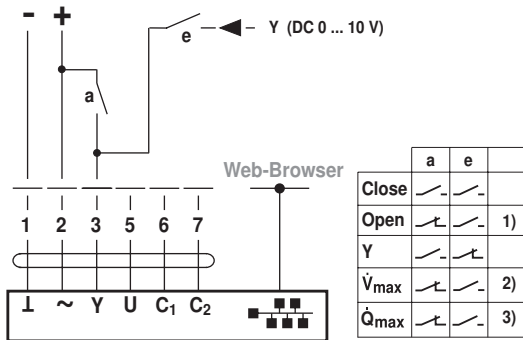 - +
e
Y (DC 0 ... 10 V)
a
Web-Browser
1 2 3 5 6 7
⊥ ~ Y U C₁ C₂
a e
Close
Open 1)
Y
V̇max 2)
Q̇max 3)